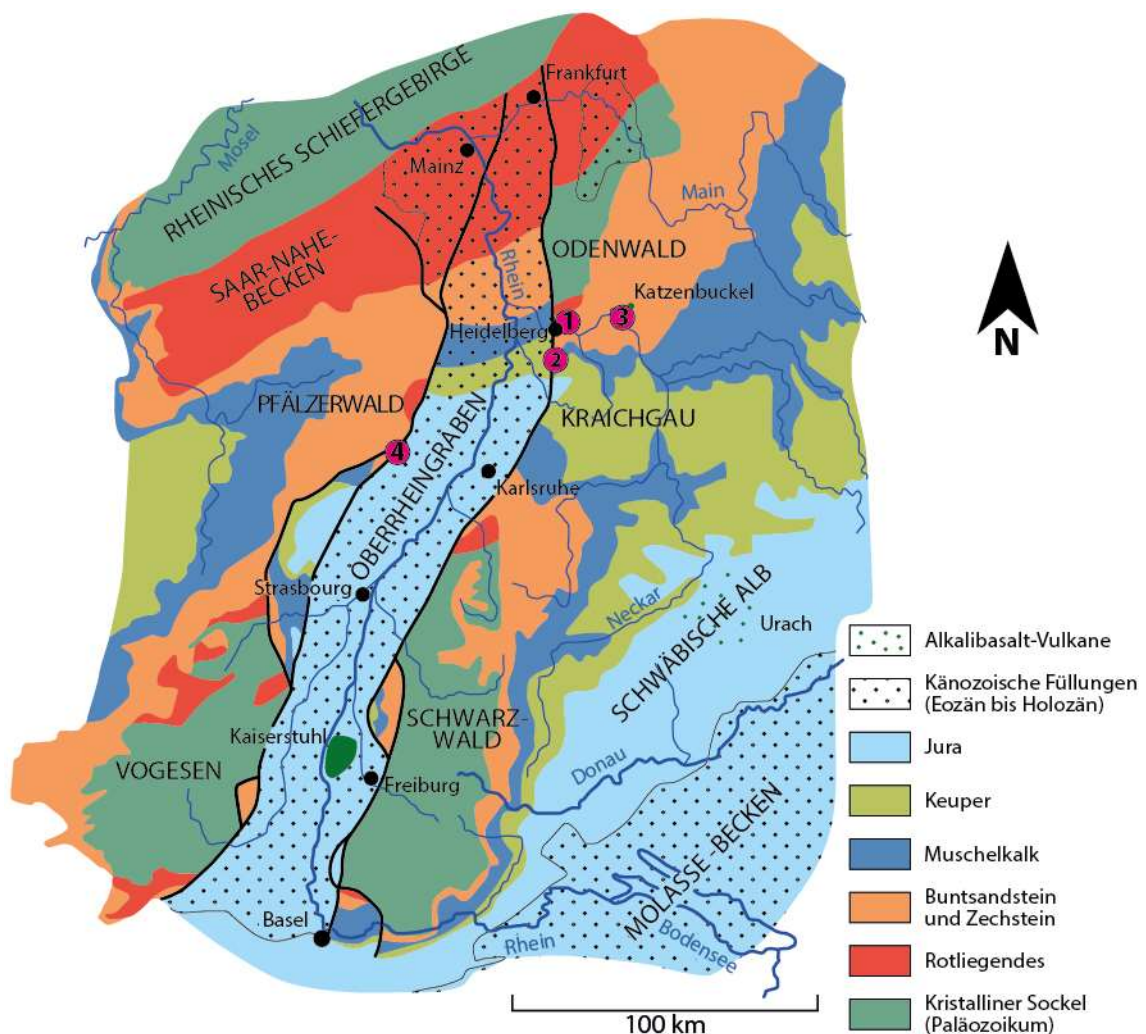 Frankfurt
RHEINISCHES SCHIEFERGEBIRGE
Mosel
Mainz
Main
SAAR-NAHE-
BECKEN
Rhein
ODENWALD
Katzenbuckel
N
Heidelberg
1
3
2
PFÄLZERWALD
KRAICHGAU
4
OBERRHEINGRABEN
Karlsruhe
Strasbourg
Neckar
SCHWÄBISCHE ALB
Urach
SCHWARZ-
WALD
Kaiserstuhl
VOGESEN
Freiburg
Donau
MOLASSE-BECKEN
Basel
Rhein
Bodensee
100 km
Alkalibasalt-Vulkane
Känozoische Füllungen
(Eozän bis Holozän)
Jura
Keuper
Muschelkalk
Buntsandstein
und Zechstein
Rotliegendes
Kristalliner Sockel
(Paläozoikum)